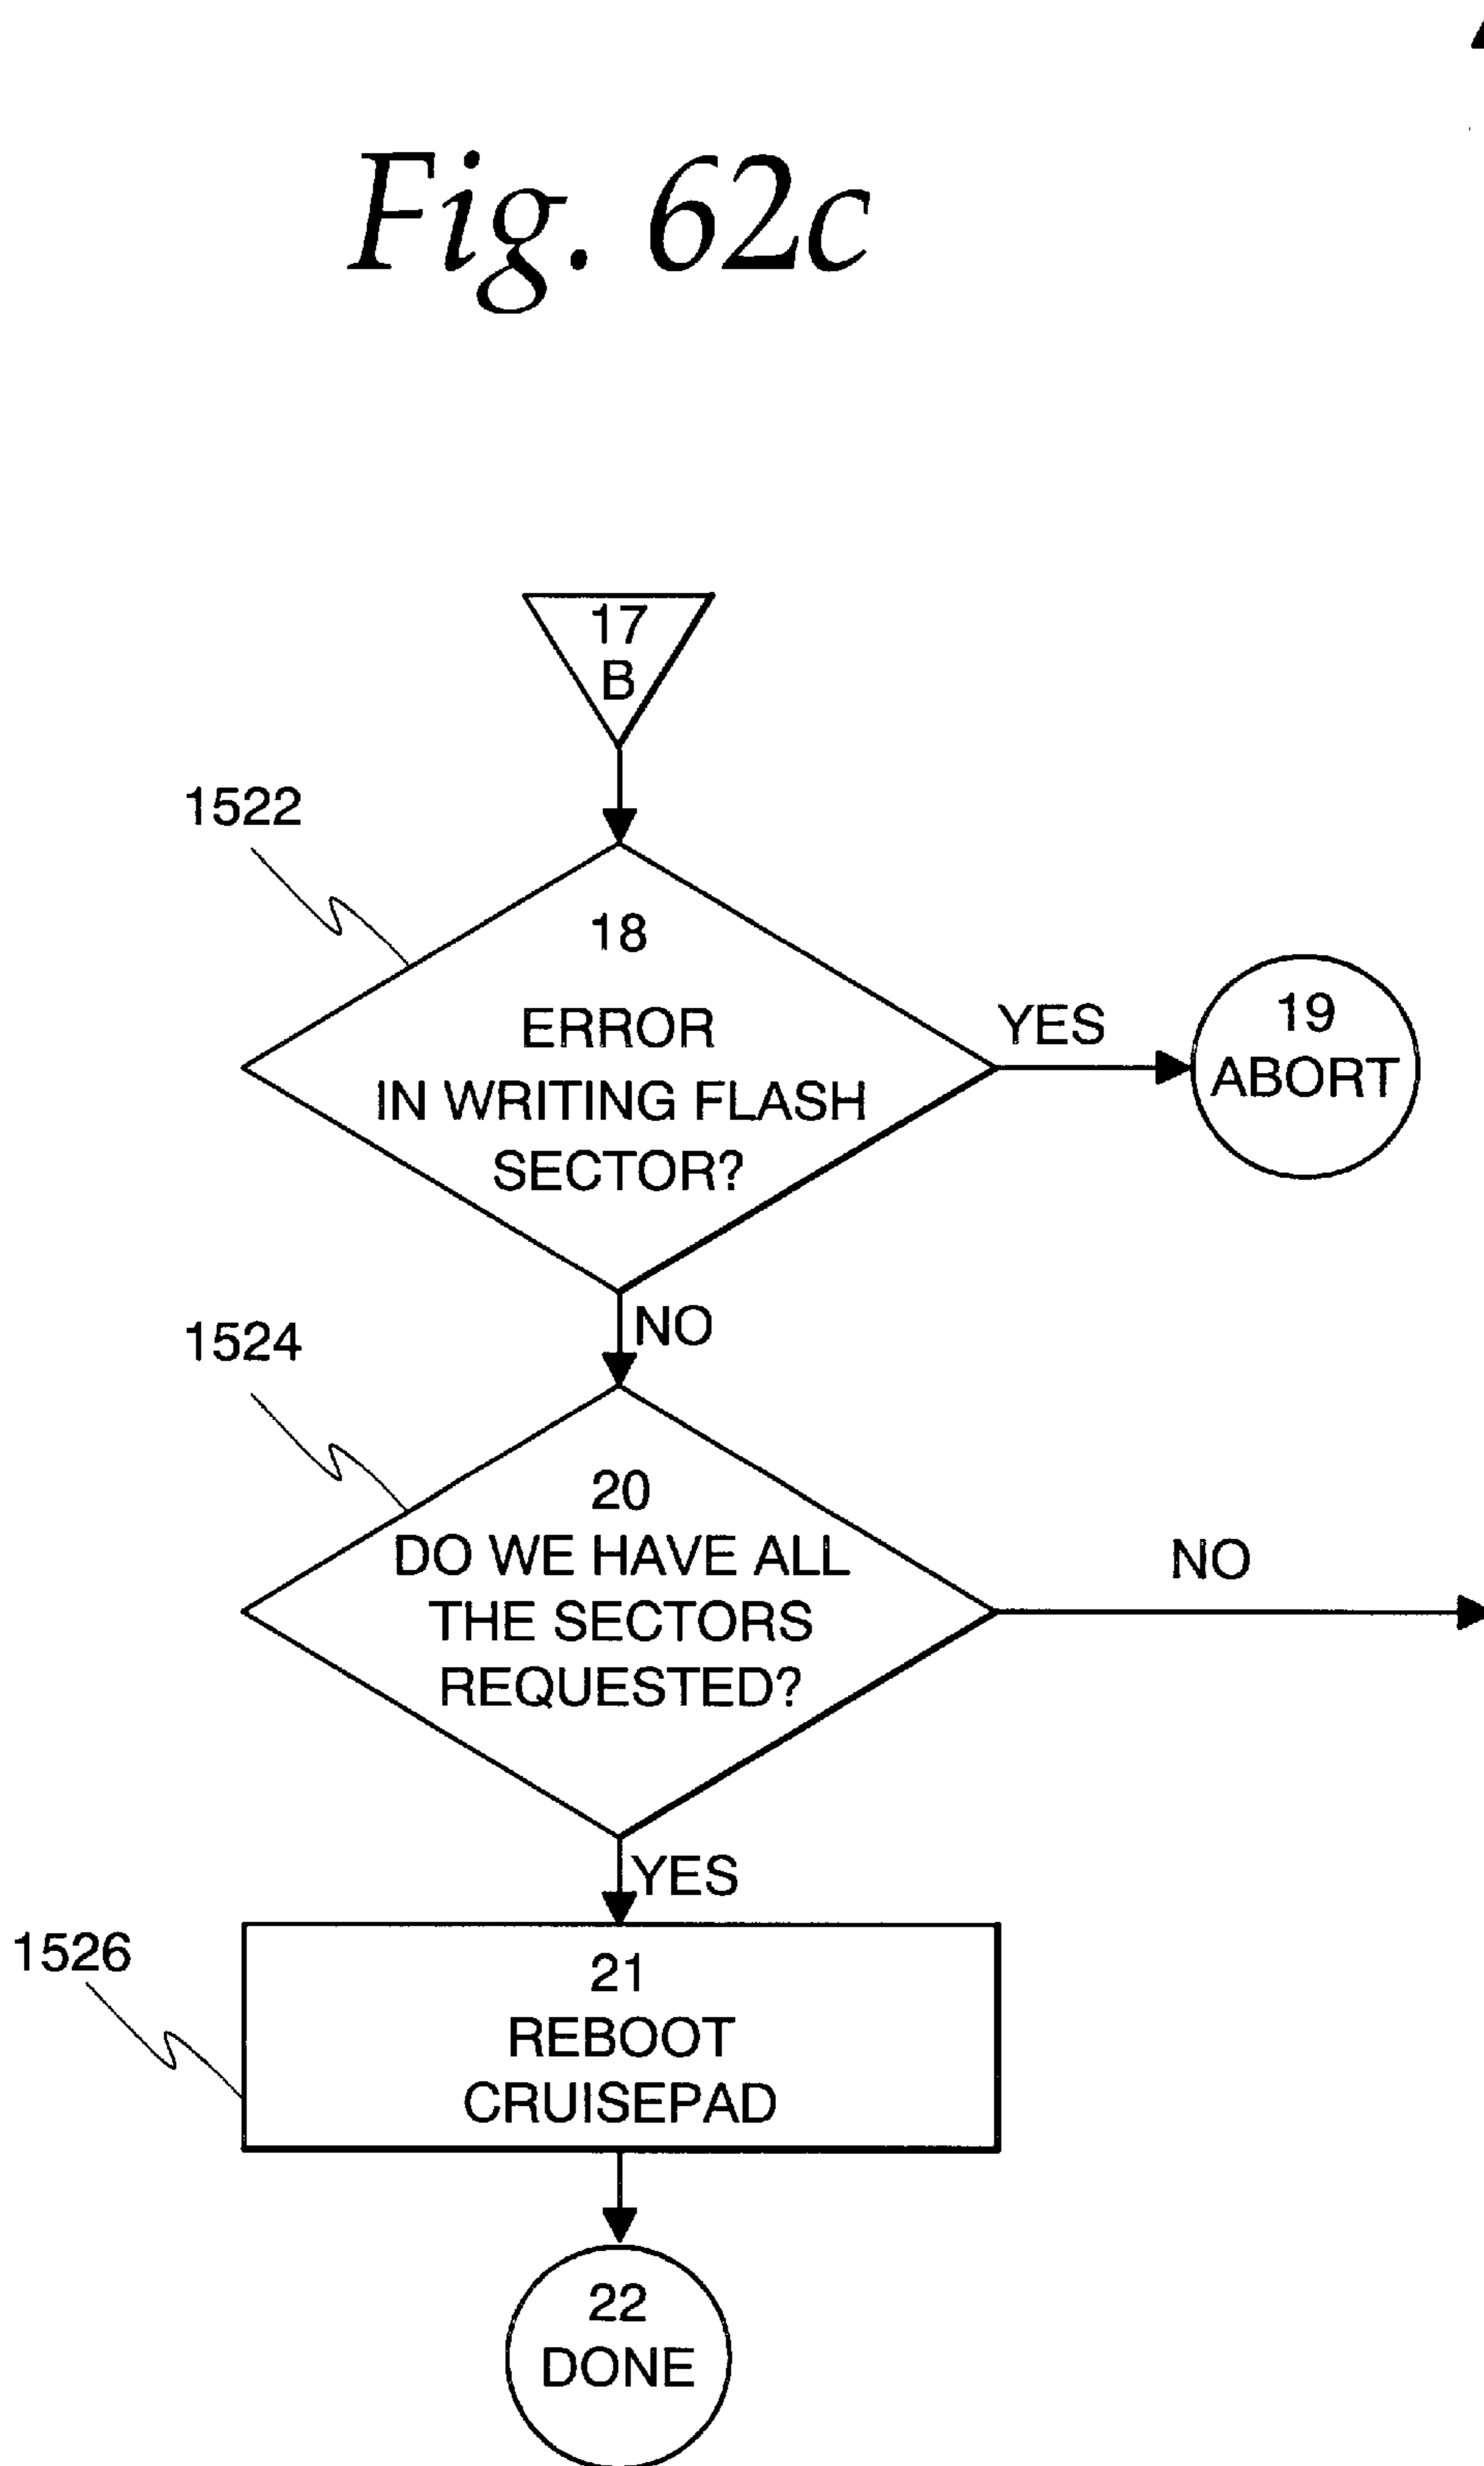 Fig. 62c
17
B
1522
18
ERROR
IN WRITING FLASH
SECTOR?
YES
19
ABORT
NO
1524
20
DO WE HAVE ALL
THE SECTORS
REQUESTED?
NO
YES
1526
21
REBOOT
CRUISEPAD
22
DONE